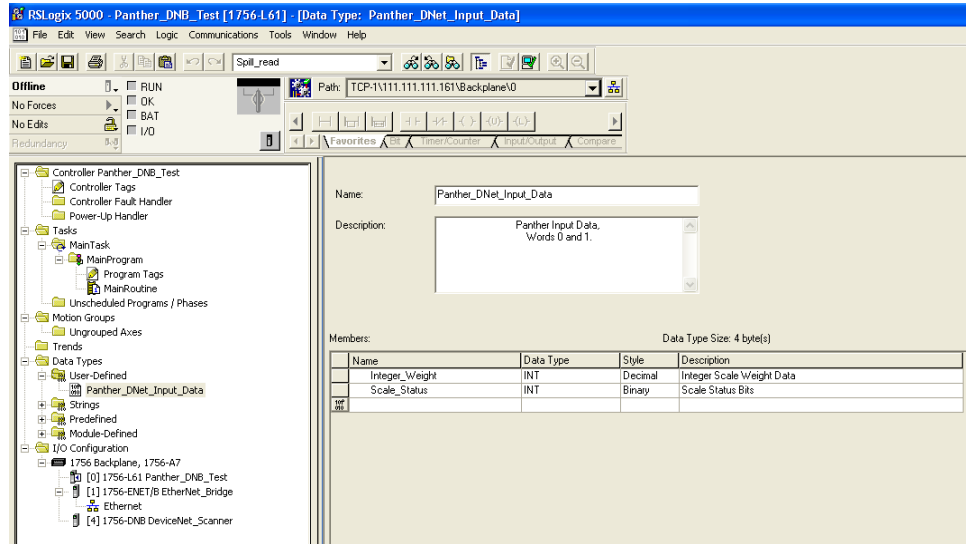 RSLogix 5000 - Panther_DNB_Test [1756-L61] - [Data Type: Panther_DNet_Input_Data]
File Edit View Search Logic Communications Tools Window Help
Spill_read
Offline
No Forces
No Edits
Redundancy
RUN
OK
BAT
I/O
Path: TCP-1\111.111.111.161\Backplane\0
Favorites Bit Timer/Counter Input/Output Compare
Controller Panther_DNB_Test
Controller Tags
Controller Fault Handler
Power-Up Handler
Tasks
MainTask
MainProgram
Program Tags
MainRoutine
Unscheduled Programs / Phases
Motion Groups
Ungrouped Axes
Trends
Data Types
User-Defined
Panther_DNet_Input_Data
Strings
Predefined
Module-Defined
I/O Configuration
1756 Backplane, 1756-A7
[0] 1756-L61 Panther_DNB_Test
[1] 1756-ENET/B EtherNet_Bridge
Ethernet
[4] 1756-DNB DeviceNet_Scanner
Name: Panther_DNet_Input_Data
Description: Panther Input Data,
Words 0 and 1.
Members: Data Type Size: 4 byte(s)
Name Data Type Style Description
Integer_Weight INT Decimal Integer Scale Weight Data
Scale_Status INT Binary Scale Status Bits